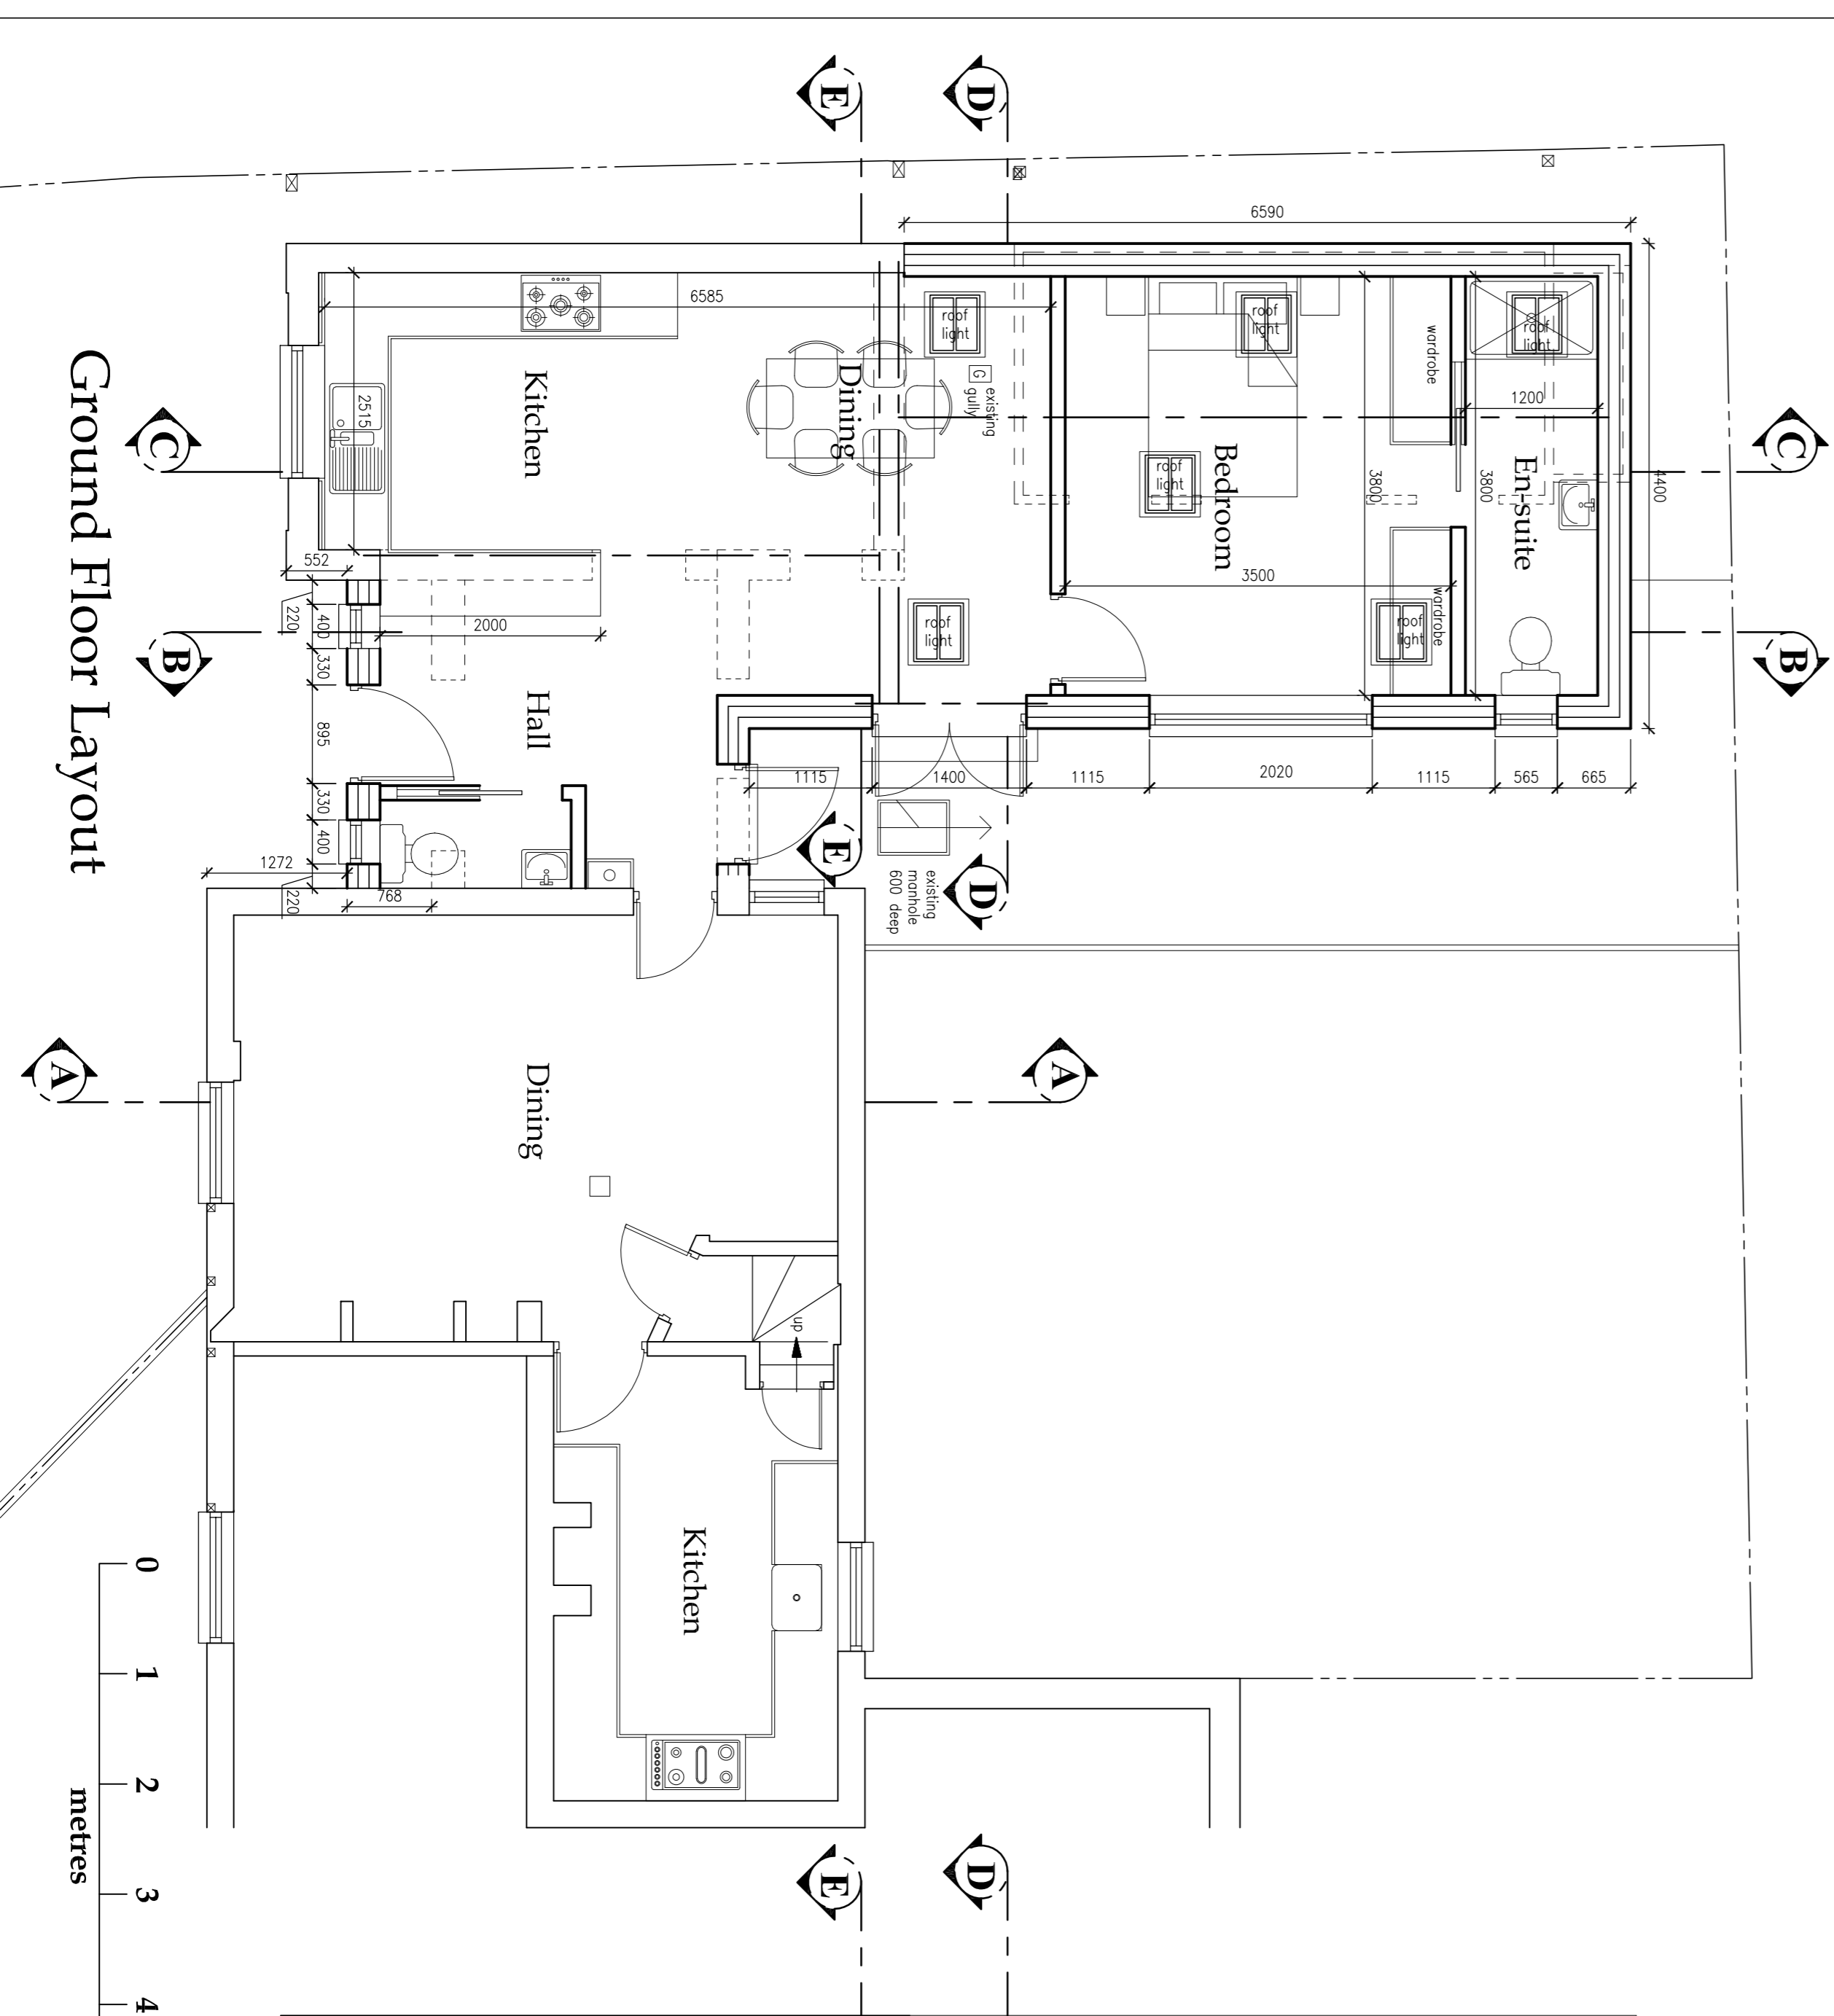 E
D
6590
6585
roof
light
roof
light
roof
light
wardrobe
1200
Kitchen
Dining
G
existing
gully
2515
C
C
Bedroom
roof
light
3800
3800
En-suite
4400
552
220
400
330
2000
3500
roof
light
wardrobe
roof
light
B
B
Hall
895
330
400
220
1272
768
1115
1400
1115
2020
1115
565
665
E
D
existing
manhole
600 deep
A
A
Dining
up
Kitchen
Ground Floor Layout
0
1
2
3
4
metres
E
D